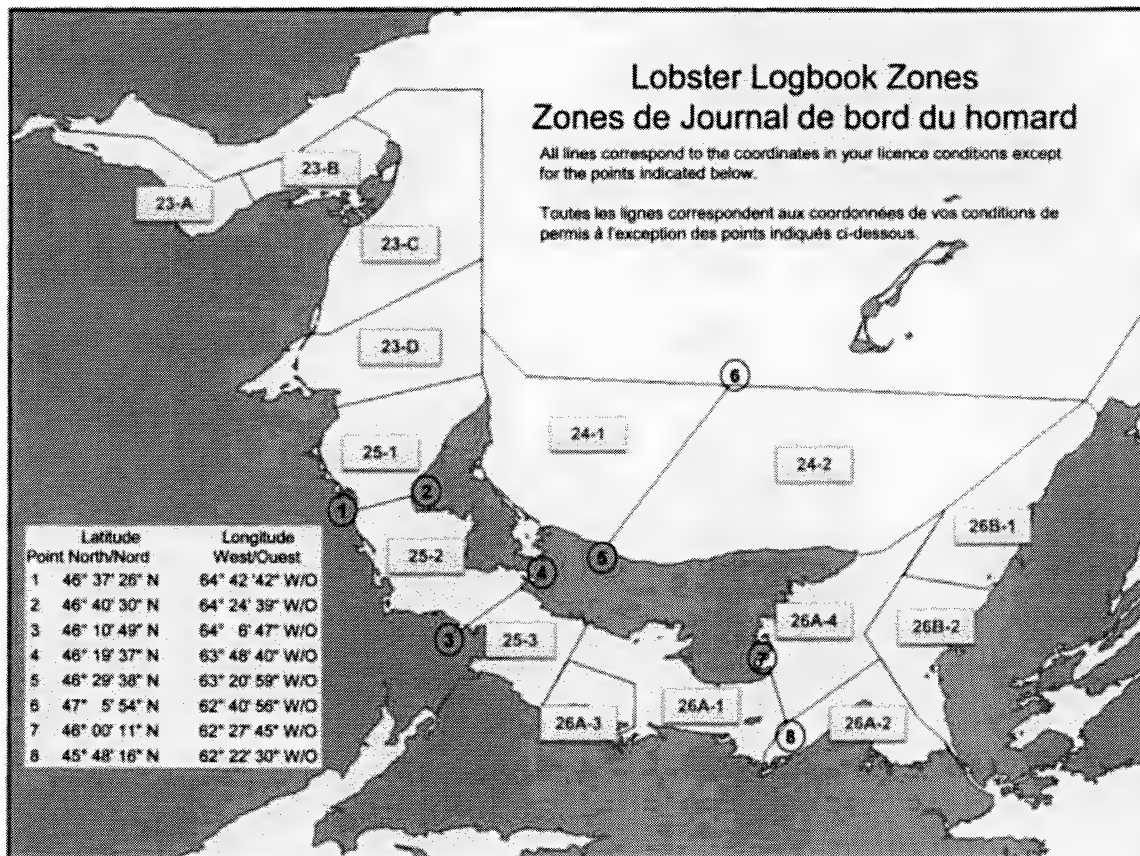 Lobster Logbook Zones
Zones de Journal de bord du homard
All lines correspond to the coordinates in your licence conditions except
for the points indicated below.
Toutes les lignes correspondent aux coordonnées de vos conditions de
permis à l'exception des points indiqués ci-dessous.
23-B
23-A
23-C
23-D
6
24-1
25-1
24-2
2
1
26B-1
25-2
5
4
26A-4
26B-2
3
25-3
7
26A-3
26A-1
26A-2
8
Latitude Longitude
Point North/Nord West/Ouest
1 46° 37' 26" N 64° 42 '42" W/O
2 46° 40' 30" N 64° 24' 39" W/O
3 46° 10' 49" N 64° 6' 47" W/O
4 46° 19' 37" N 63° 48' 40" W/O
5 46° 29' 38" N 63° 20' 59" W/O
6 47° 5' 54" N 62° 40' 56" W/O
7 46° 00' 11" N 62° 27' 45" W/O
8 45° 48' 16" N 62° 22' 30" W/O